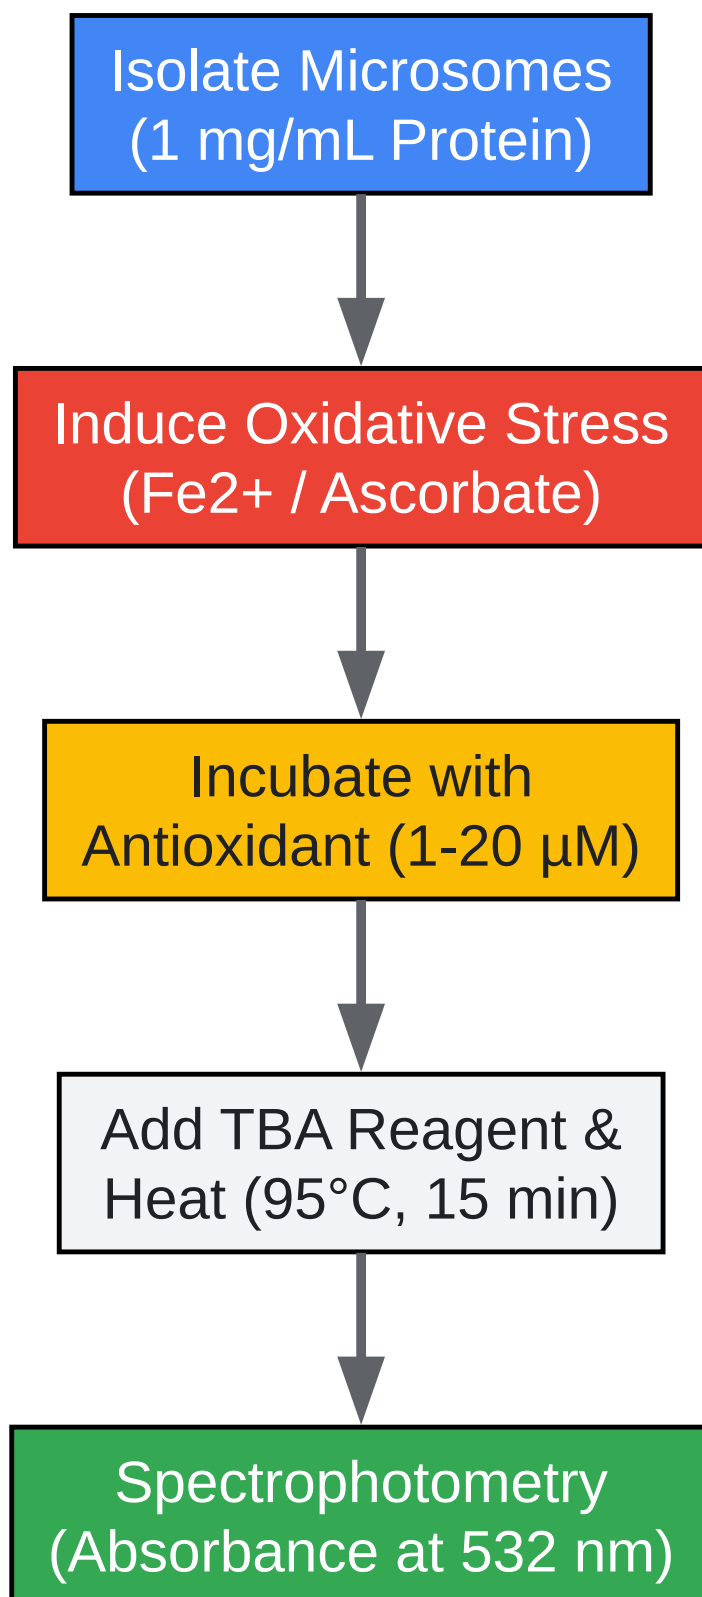 Isolate Microsomes
(1 mg/mL Protein)
Induce Oxidative Stress
(Fe2+ / Ascorbate)
Incubate with
Antioxidant (1-20 µM)
Add TBA Reagent &
Heat (95°C, 15 min)
Spectrophotometry
(Absorbance at 532 nm)